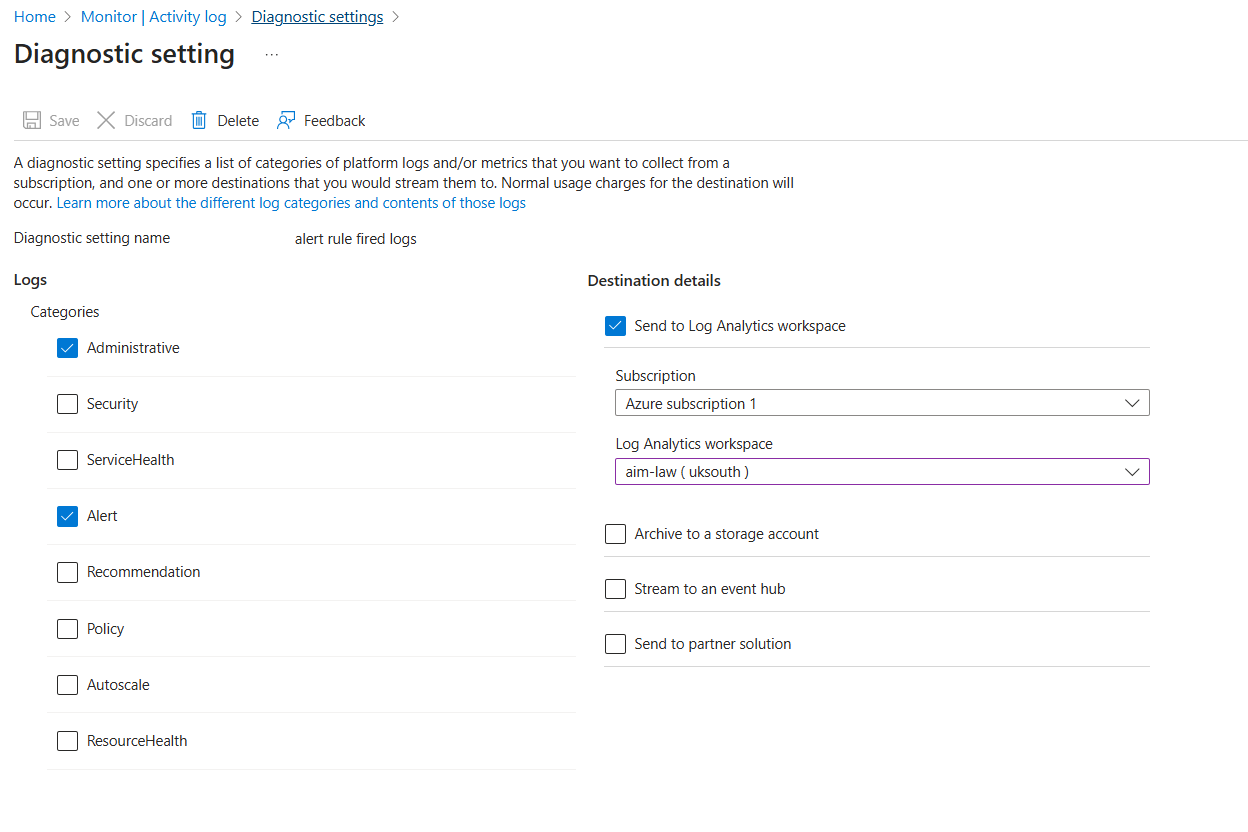 Home > Monitor | Activity log > Diagnostic settings >
Diagnostic setting ...
Save Discard Delete Feedback
A diagnostic setting specifies a list of categories of platform logs and/or metrics that you want to collect from a
subscription, and one or more destinations that you would stream them to. Normal usage charges for the destination will
occur. Learn more about the different log categories and contents of those logs
Diagnostic setting name alert rule fired logs
Logs
Categories
Administrative
Security
ServiceHealth
Alert
Recommendation
Policy
Autoscale
ResourceHealth
Destination details
Send to Log Analytics workspace
Subscription
Azure subscription 1
Log Analytics workspace
aim-law ( uksouth )
Archive to a storage account
Stream to an event hub
Send to partner solution